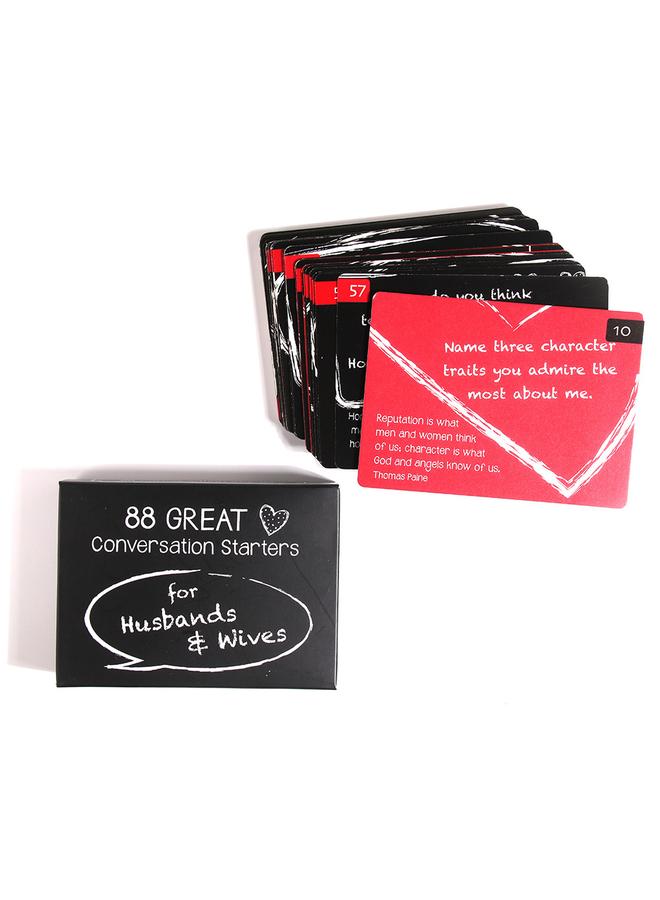 57
do you think
10
Name three character
traits you admire the
most about me.
Reputation is what
men and women think
of us; character is what
God and angels know of us.
Thomas Paine
88 GREAT
Conversation Starters
for
Husbands
& Wives